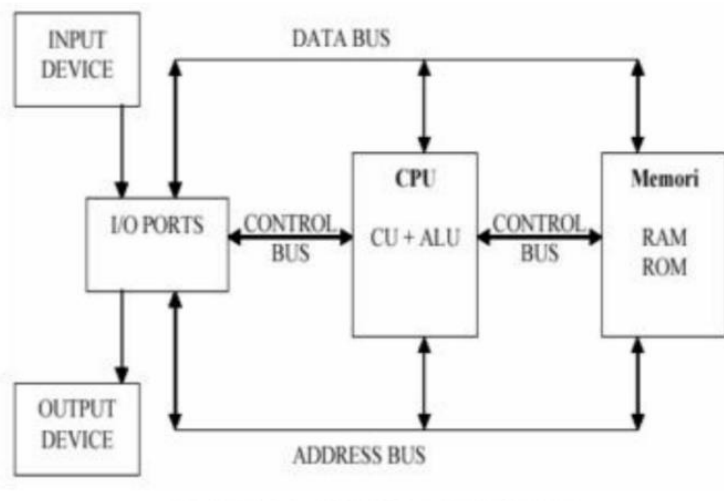 INPUT
DEVICE
DATA BUS
CPU
CU + ALU
Memori
RAM
ROM
I/O PORTS
CONTROL
BUS
CONTROL
BUS
OUTPUT
DEVICE
ADDRESS BUS